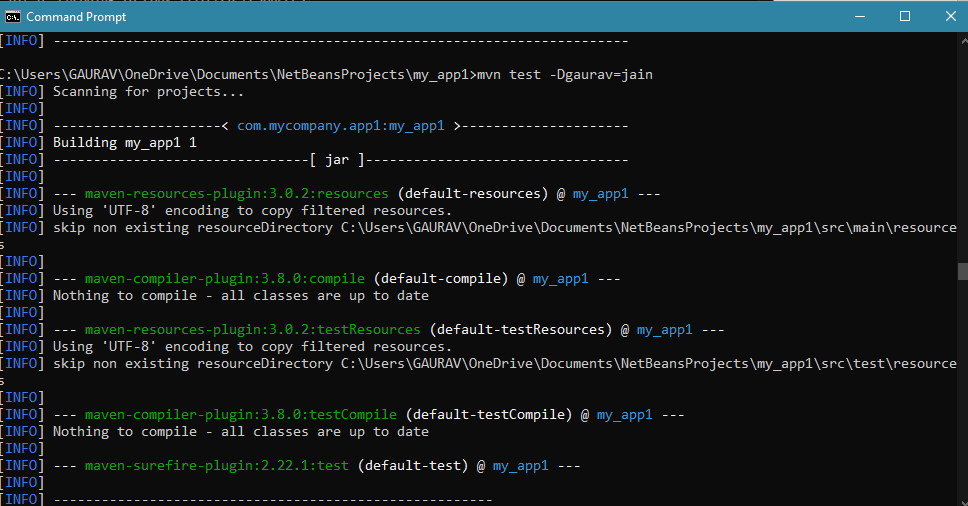 Command Prompt
[INFO] ------------------------------------------------------------------------
C:\Users\GAURAV\OneDrive\Documents\NetBeansProjects\my_app1>mvn test -Dgaurav=jain
[INFO] Scanning for projects...
[INFO]
[INFO] ---------------------< com.mycompany.app1:my_app1 >---------------------
[INFO] Building my_app1 1
[INFO] --------------------------------[ jar ]---------------------------------
[INFO]
[INFO] --- maven-resources-plugin:3.0.2:resources (default-resources) @ my_app1 ---
[INFO] Using 'UTF-8' encoding to copy filtered resources.
[INFO] skip non existing resourceDirectory C:\Users\GAURAV\OneDrive\Documents\NetBeansProjects\my_app1\src\main\resource
s
[INFO]
[INFO] --- maven-compiler-plugin:3.8.0:compile (default-compile) @ my_app1 ---
[INFO] Nothing to compile - all classes are up to date
[INFO]
[INFO] --- maven-resources-plugin:3.0.2:testResources (default-testResources) @ my_app1 ---
[INFO] Using 'UTF-8' encoding to copy filtered resources.
[INFO] skip non existing resourceDirectory C:\Users\GAURAV\OneDrive\Documents\NetBeansProjects\my_app1\src\test\resource
s
[INFO]
[INFO] --- maven-compiler-plugin:3.8.0:testCompile (default-testCompile) @ my_app1 ---
[INFO] Nothing to compile - all classes are up to date
[INFO]
[INFO] --- maven-surefire-plugin:2.22.1:test (default-test) @ my_app1 ---
[INFO]
[INFO] -------------------------------------------------------